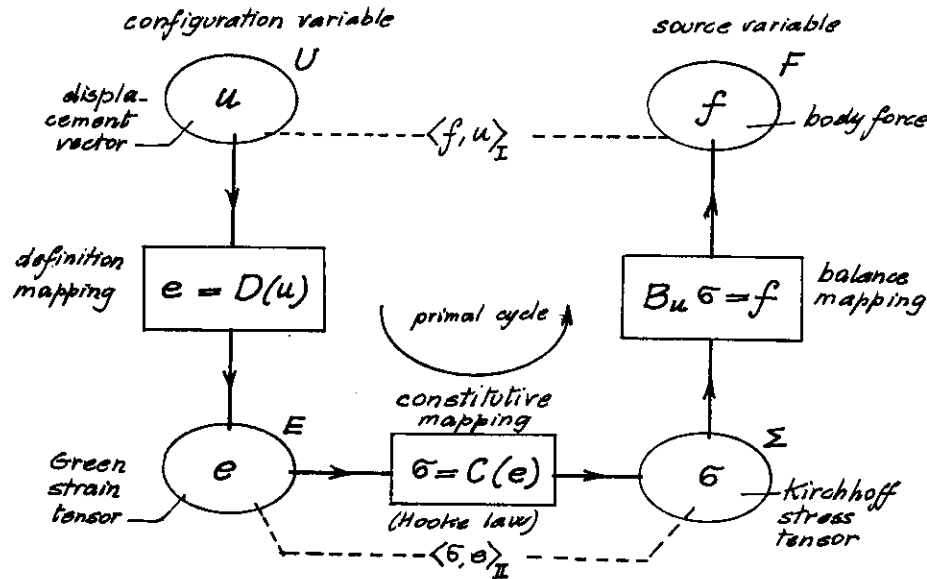 configuration variable
source variable
U
F
u
f
displa-
cement
vector
⟨f, u⟩_I
body force
definition
mapping
e = D(u)
B_u σ = f
balance
mapping
primal cycle
constitutive
mapping
E
Σ
e
σ = C(e)
σ
Green
strain
tensor
(Hooke law)
Kirchhoff
stress
tensor
⟨σ, e⟩_II